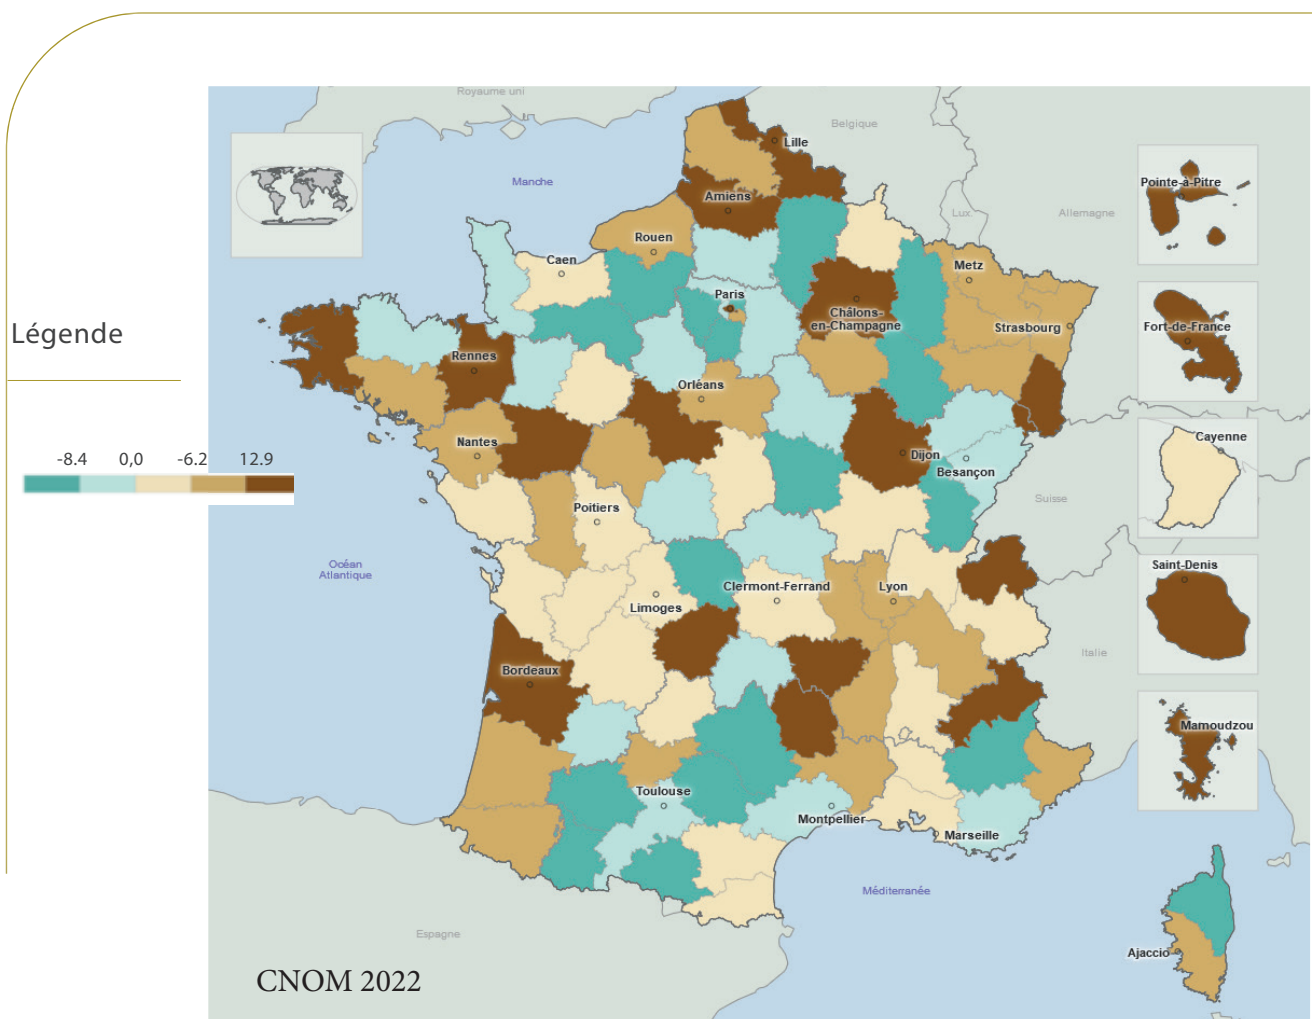 Royaume uni
Belgique
Lille
Manche
Pointe-à-Pitre
Amiens
Lux.
Allemagne
Rouen
Caen
Metz
Paris
Légende
Châlons-
en-Champagne
Strasbourg
Fort-de-France
Rennes
Orléans
Nantes
Dijon
Cayenne
-8.4 0,0 -6.2 12.9
Besançon
Suisse
Poitiers
Océan
Atlantique
Saint-Denis
Clermont-Ferrand
Lyon
Limoges
Italie
Bordeaux
Mamoudzou
Toulouse
Montpellier
Marseille
Méditerranée
Espagne
Ajaccio
CNOM 2022